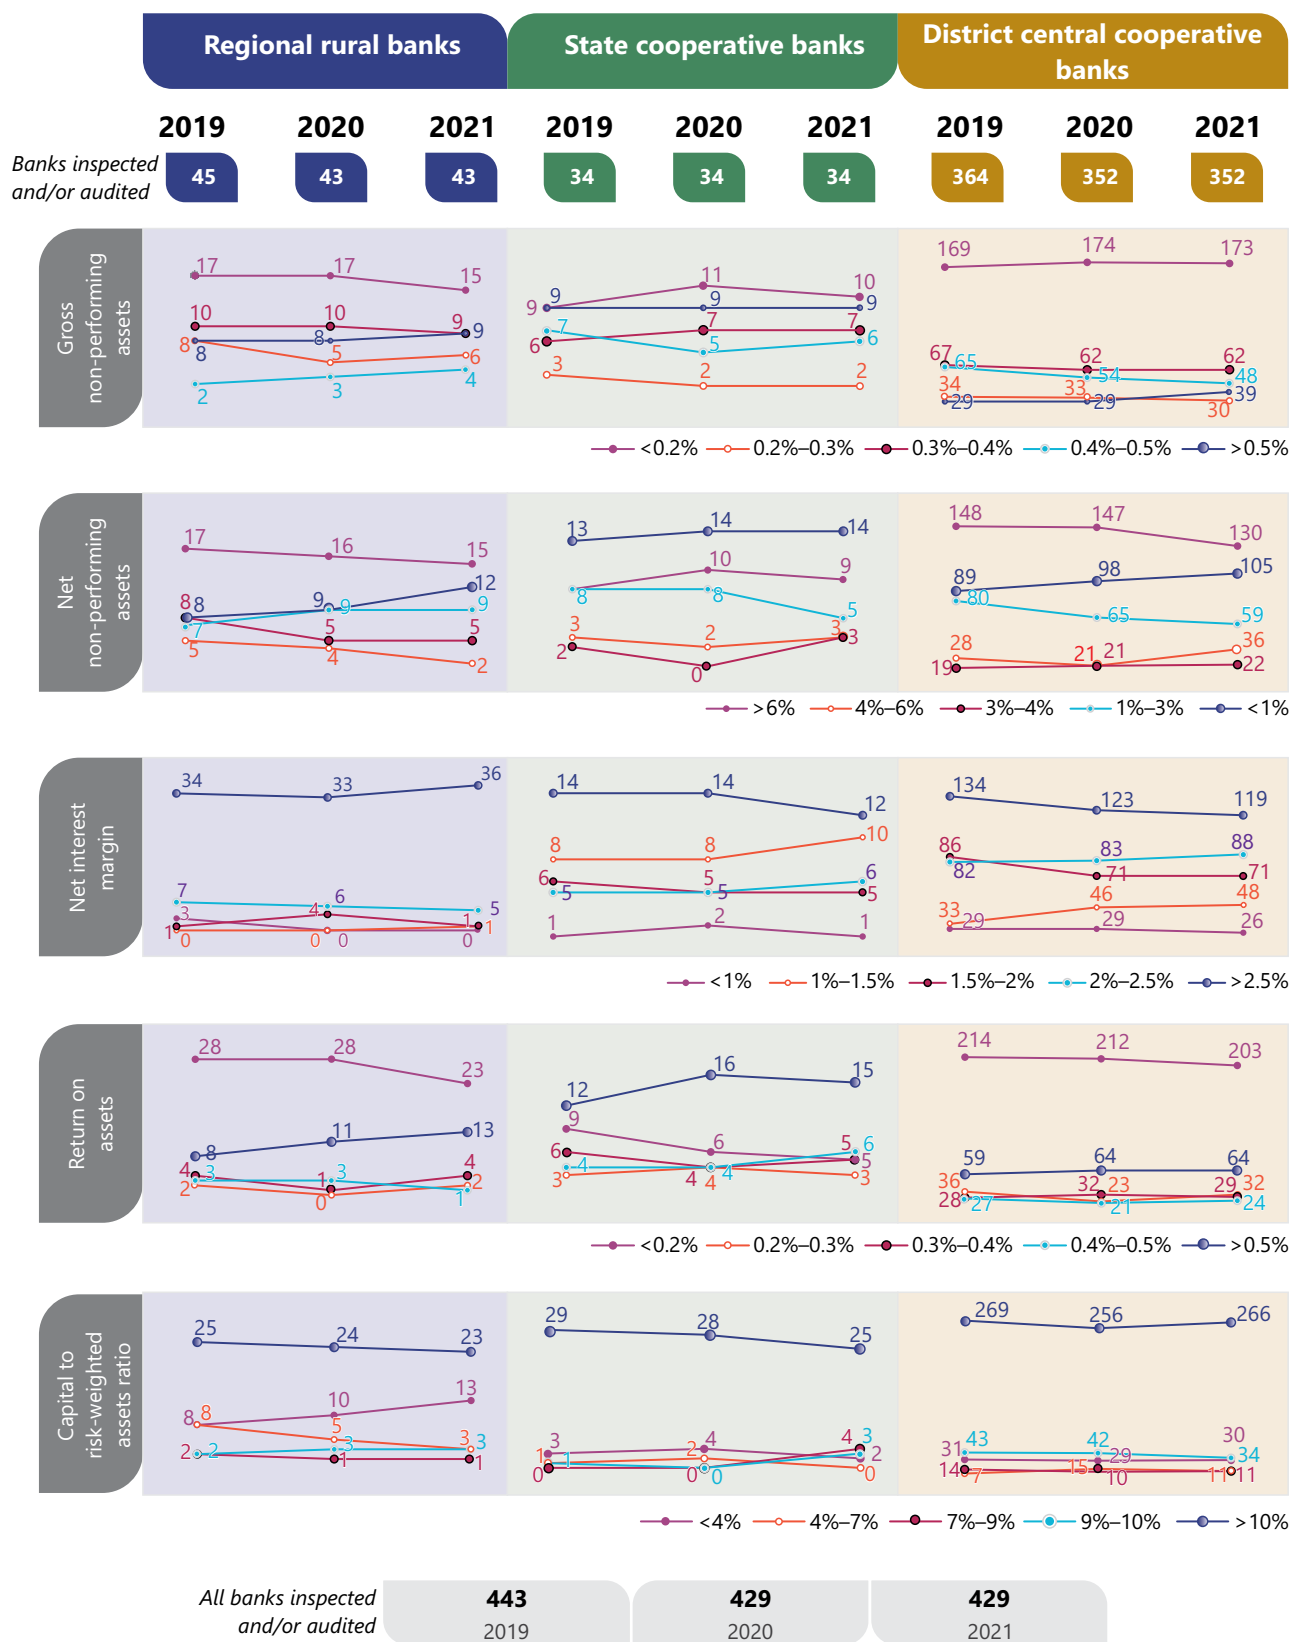 Regional rural banks
State cooperative banks
District central cooperative
banks
2019 2020 2021 2019 2020 2021 2019 2020 2021
Banks inspected
and/or audited
45 43 43 34 34 34 364 352 352
Gross
non-performing
assets
17 17 15
10 10 9
8 8 9
8 5 6
2 3 4
9 11 10
9 9 9
7 5 6
6 7 7
3 2 2
169 174 173
67 62 62
65 54 48
34 33 30
29 29 39
<0.2% 0.2%–0.3% 0.3%–0.4% 0.4%–0.5% >0.5%
Net
non-performing
assets
17 16 15
8 9 12
8 5 5
7 9 9
5 4 2
13 14 14
10 9
8 8 5
3 2 3
2 0 3
148 147 130
89 98 105
80 65 59
28 21 36
19 21 22
>6% 4%–6% 3%–4% 1%–3% <1%
Net interest
margin
34 33 36
7 6 5
3 0 0
1 4 1
0 0 1
14 14 12
8 8 10
6 5 5
5 5 6
1 2 1
134 123 119
86 71 71
82 83 88
33 46 48
29 29 26
<1% 1%–1.5% 1.5%–2% 2%–2.5% >2.5%
Return on
assets
28 28 23
8 11 13
4 1 4
3 3 1
2 0 2
12 16 15
9 6 5
6 4 5
4 4 6
3 4 3
214 212 203
59 64 64
36 23 32
28 32 29
27 21 24
<0.2% 0.2%–0.3% 0.3%–0.4% 0.4%–0.5% >0.5%
Capital to
risk-weighted
assets ratio
25 24 23
8 10 13
8 5 3
2 3 3
2 1 1
29 28 25
3 4 2
1 2 0
1 0 3
0 0 4
269 256 266
43 42 34
31 29 30
14 15 11
7 10 11
<4% 4%–7% 7%–9% 9%–10% >10%
All banks inspected
and/or audited
443 429 429
2019 2020 2021